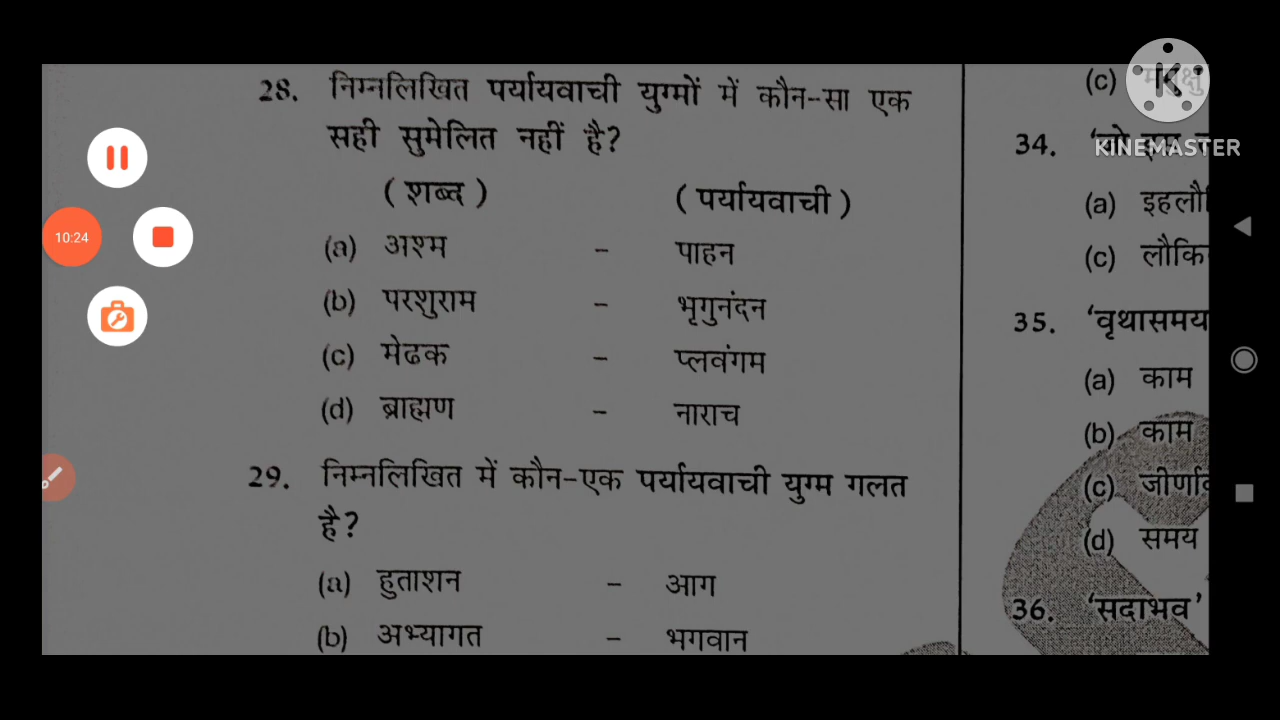 28. निम्नलिखित पर्यायवाची युग्मों में कौन-सा एक
सही सुमेलित नहीं है?
( शब्द ) ( पर्यायवाची )
(a) अश्म – पाहन
(b) परशुराम – भृगुनंदन
(c) मेढक – प्लवंगम
(d) ब्राह्मण – नाराच
29. निम्नलिखित में कौन-एक पर्यायवाची युग्म गलत
है?
(a) हुताशन – आग
(b) अभ्यागत – भगवान
(c)
34. 'जो इस
(a)
(c)
35. 'वृथासमय
(a) काम
(b) काम
(c)
(d) समय
36. 'सदाभव'
10:24
K
KINEMASTER